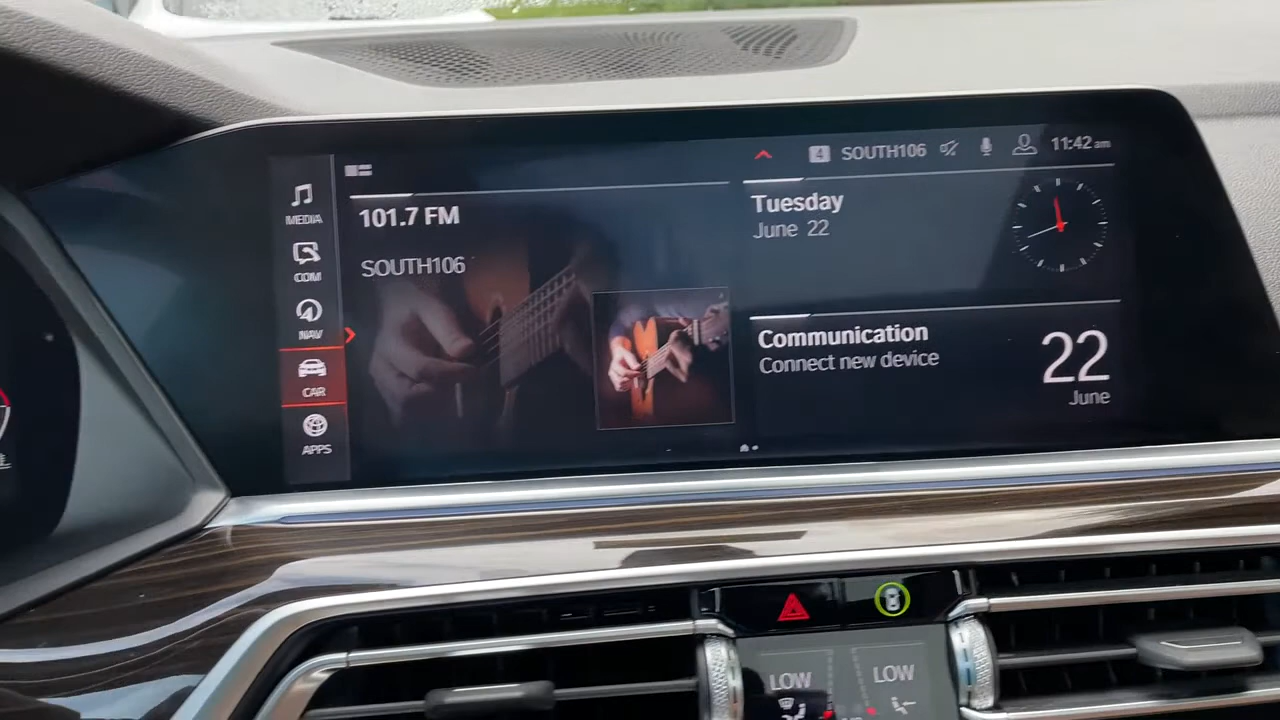 4 SOUTH106 11:42 am
MEDIA
COM
NAV
CAR
APPS
101.7 FM
SOUTH106
Tuesday
June 22
Communication
Connect new device
22
June
LOW
LOW